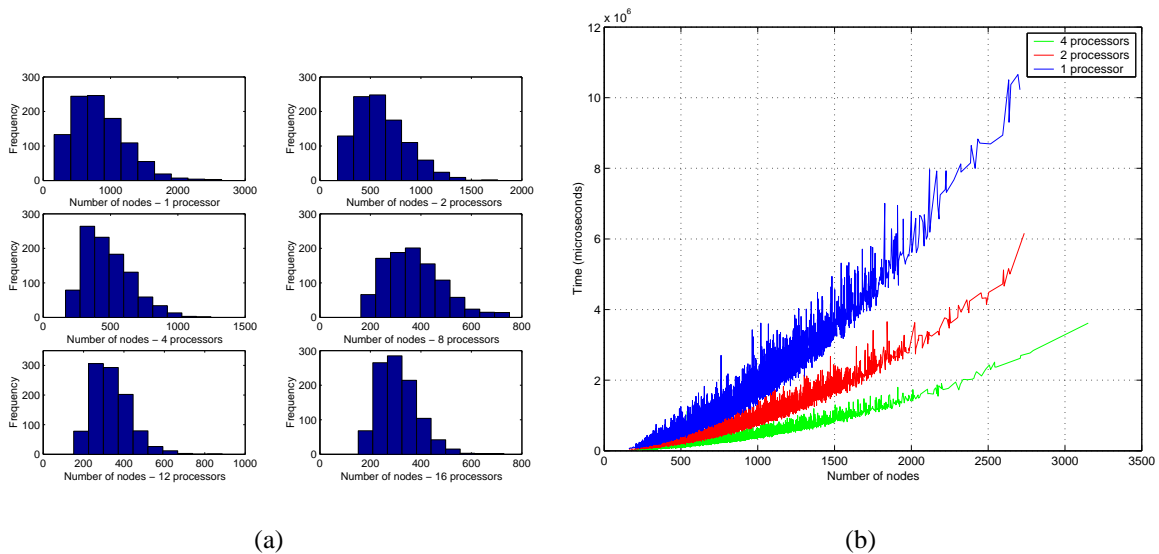 300
200
100
0
Frequency
0 1000 2000 3000
Number of nodes − 1 processor
300
200
100
0
Frequency
0 500 1000 1500 2000
Number of nodes − 2 processors
300
200
100
0
Frequency
0 500 1000 1500
Number of nodes − 4 processors
300
200
100
0
Frequency
0 200 400 600 800
Number of nodes − 8 processors
300
200
100
0
Frequency
0 200 400 600 800 1000
Number of nodes − 12 processors
300
200
100
0
Frequency
0 200 400 600 800
Number of nodes − 16 processors
(a)
x 10^6
12
10
8
6
4
2
0
Time (microseconds)
4 processors
2 processors
1 processor
0 500 1000 1500 2000 2500 3000 3500
Number of nodes
(b)